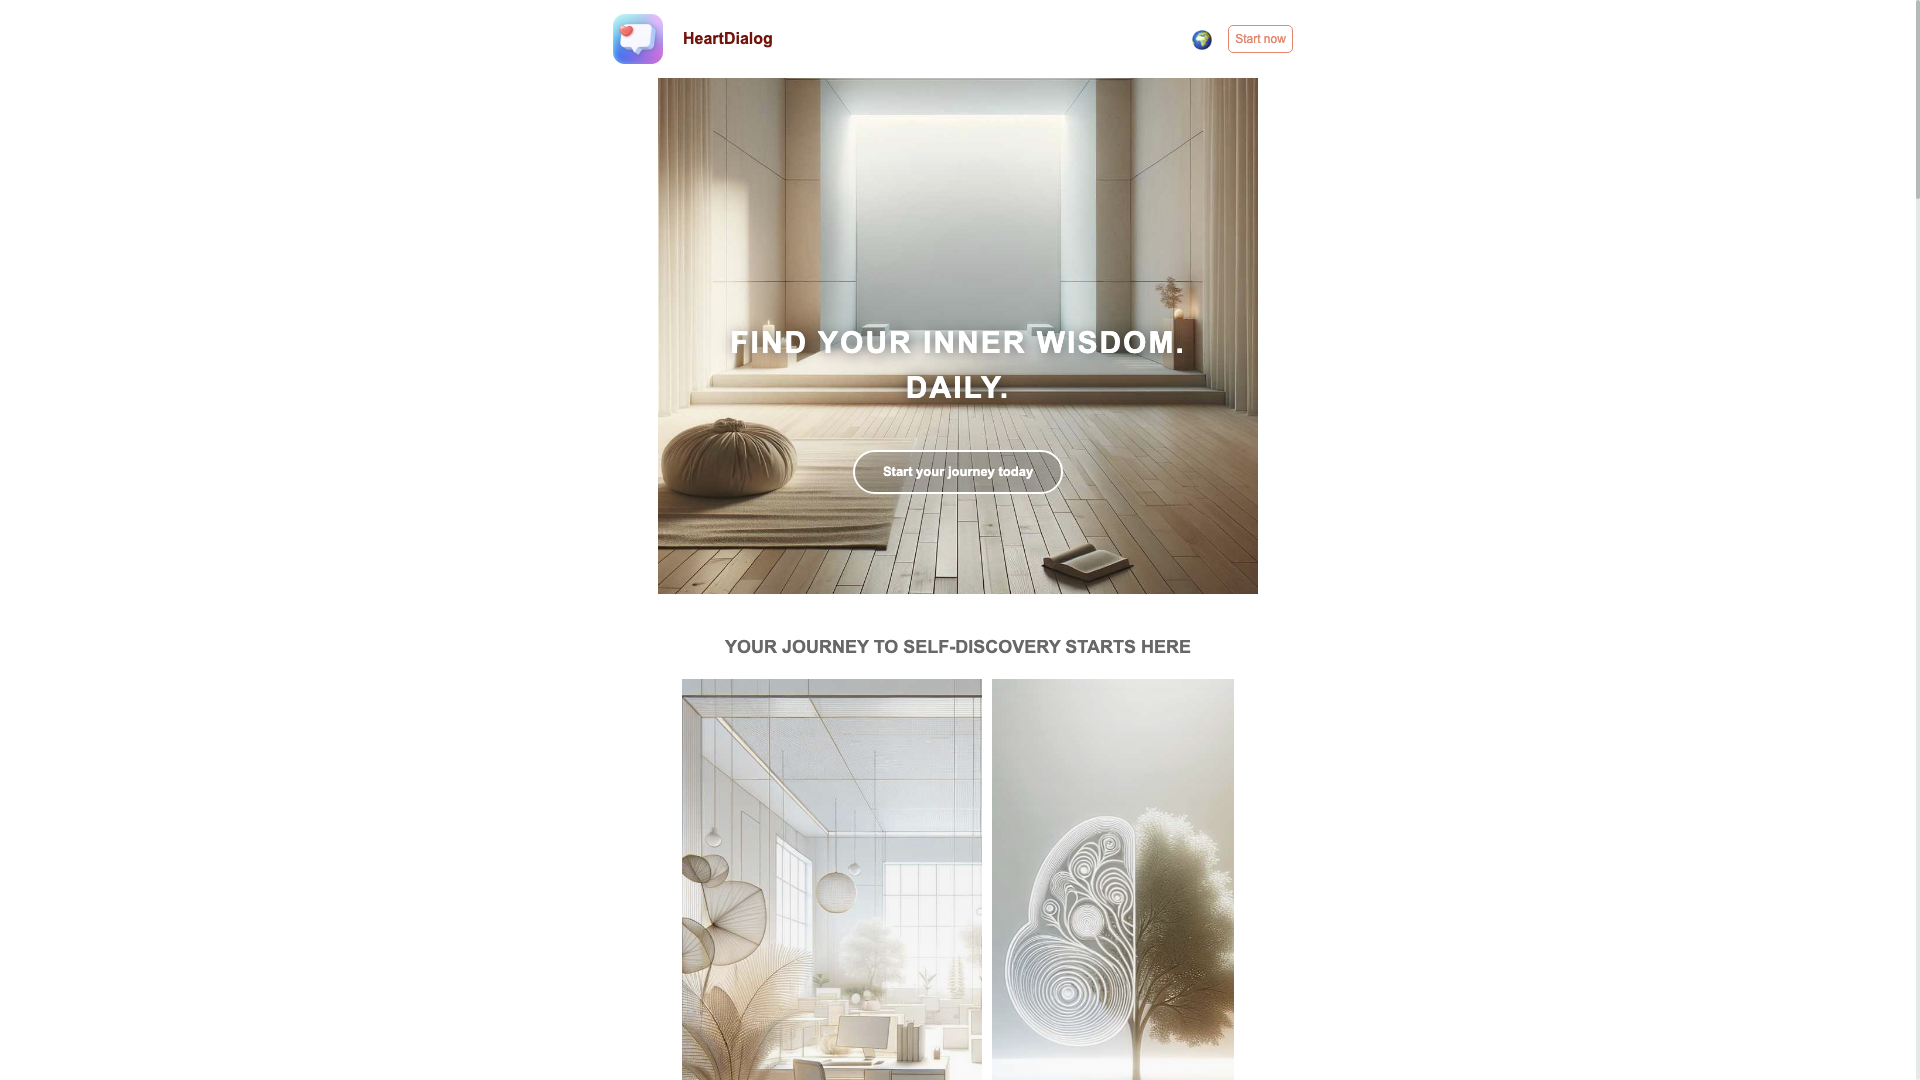 HeartDialog
Start now
FIND YOUR INNER WISDOM.
DAILY.
Start your journey today
YOUR JOURNEY TO SELF-DISCOVERY STARTS HERE